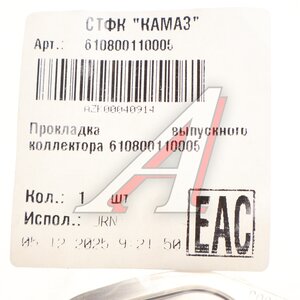 СТФК "КАМАЗ"
Арт.: 610800110005
AZE00040914
Прокладка выпускного
коллектора 610800110005
Кол.: 1 шт
Испол.: JRN
05.12.2025 9:21:50
EAC